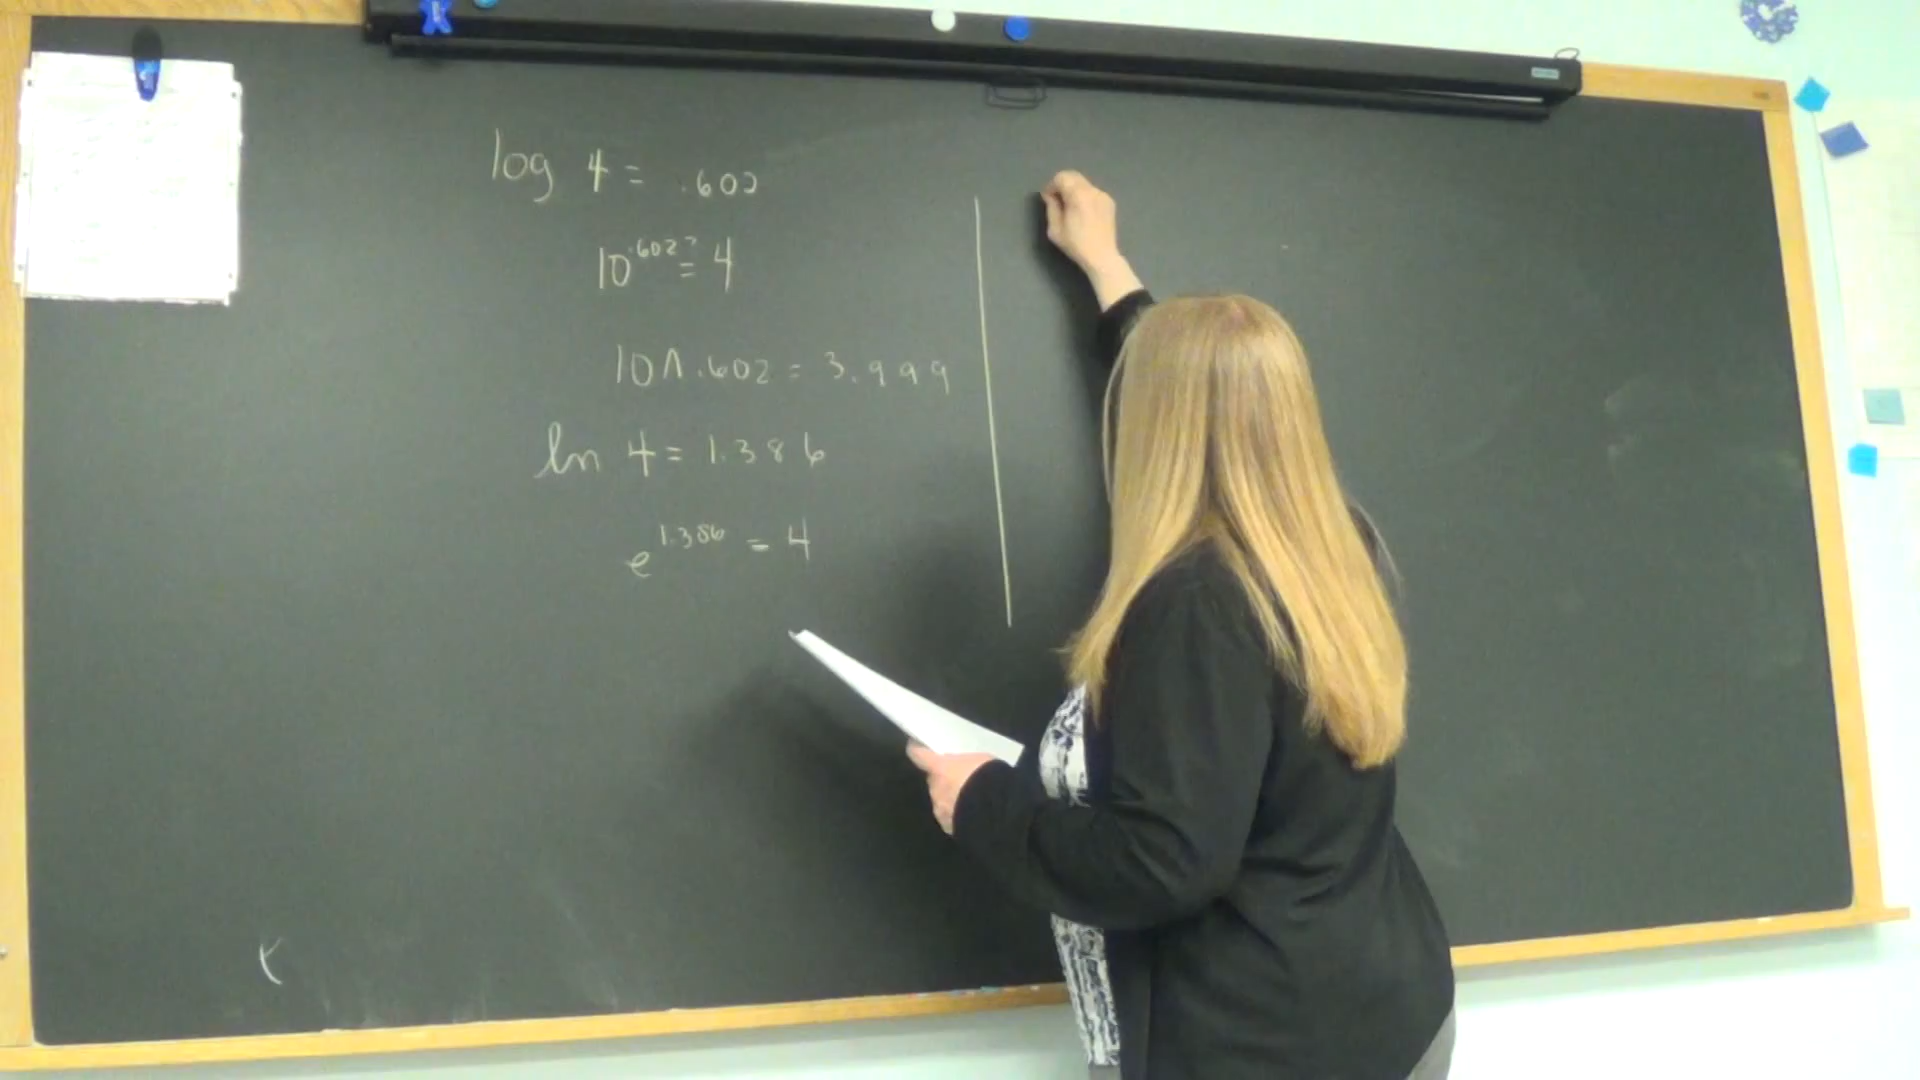 log 4 = .602
10^.602 ?= 4
10^.602 = 3.999
ln 4 = 1.386
e^1.386 = 4